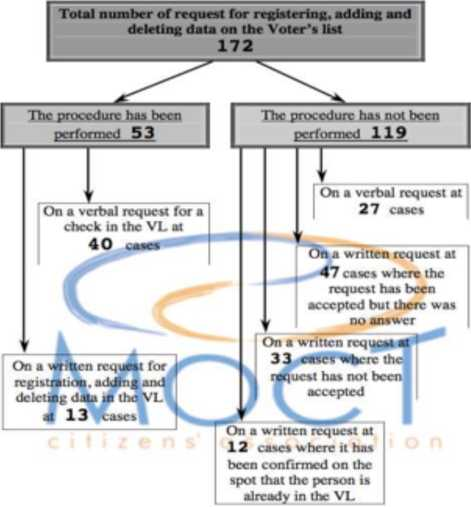 Total number of request for registering, adding and
deleting data on the Voter's list
172
The procedure has been
performed 53
The procedure has not been
performed 119
On a verbal request at
27 cases
On a verbal request for a
check in the VL at
40 cases
On a written request at
47 cases where the
request has been
accepted but there was
no answer
On a written request at
33 cases where the
request has not been
accepted
On a written request for
registration, adding and
deleting data in the VL
at 13 cases
On a written request at
12 cases where it has
been confirmed on the
spot that the person is
already in the VL
МОСТ
citizens' association